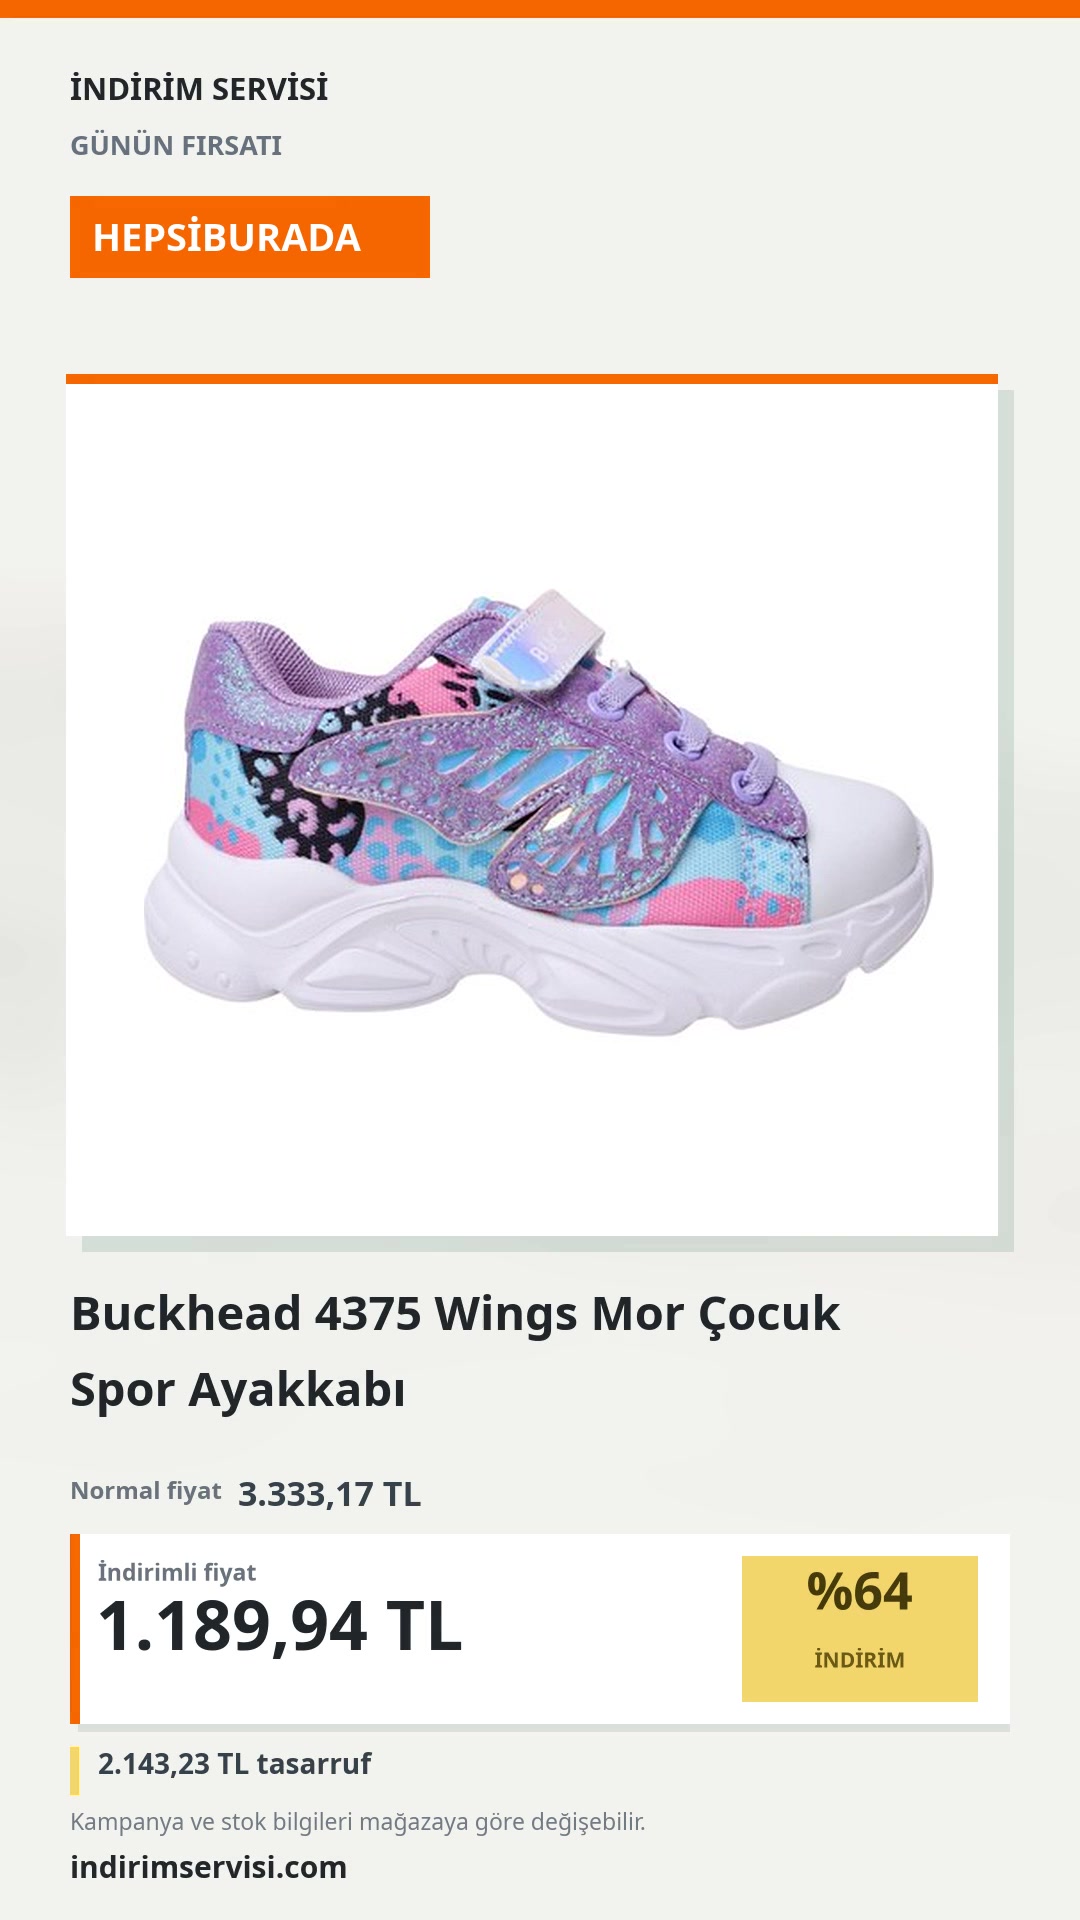 İNDİRİM SERVİSİ
GÜNÜN FIRSATI
HEPSİBURADA
Buckhead 4375 Wings Mor Çocuk
Spor Ayakkabı
Normal fiyat 3.333,17 TL
İndirimli fiyat
1.189,94 TL
%64
İNDİRİM
2.143,23 TL tasarruf
Kampanya ve stok bilgileri mağazaya göre değişebilir.
indirimservisi.com